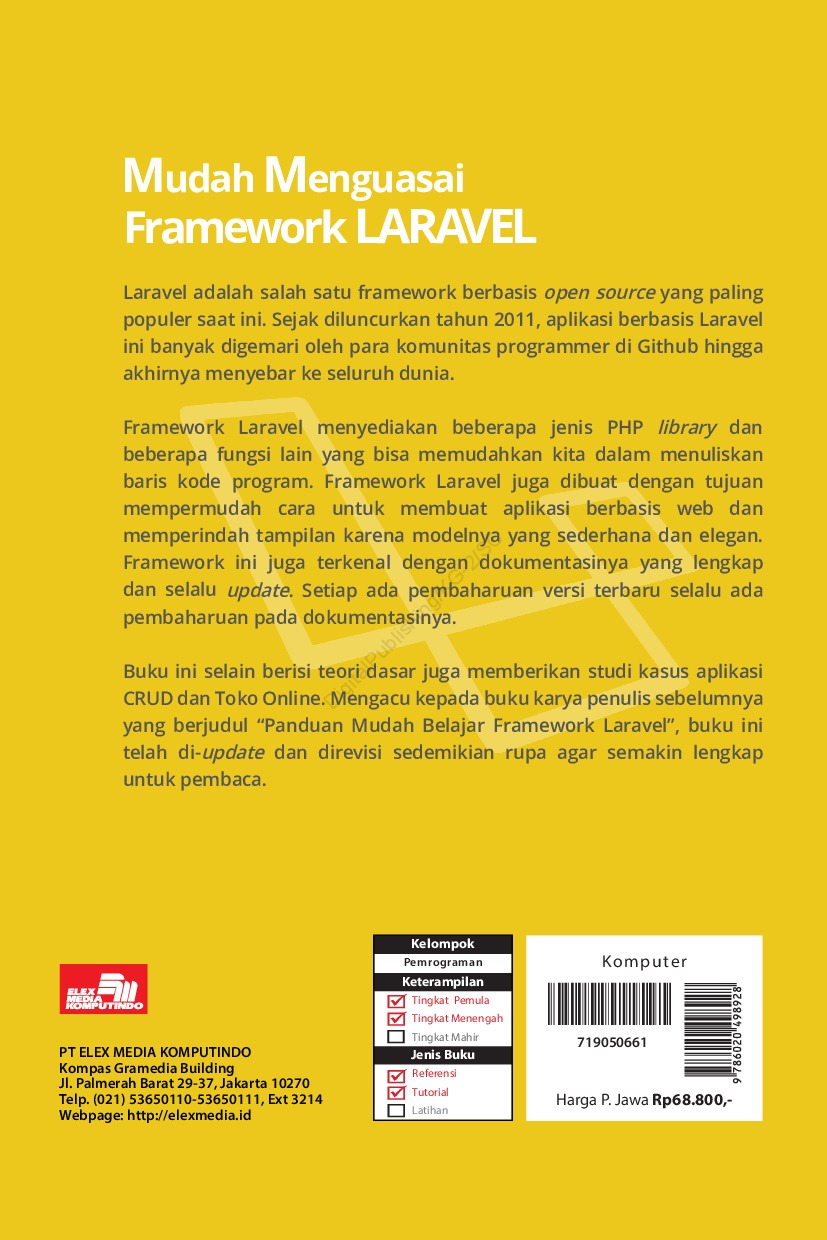 Mudah Menguasai
Framework LARAVEL
Laravel adalah salah satu framework berbasis open source yang paling
populer saat ini. Sejak diluncurkan tahun 2011, aplikasi berbasis Laravel
ini banyak digemari oleh para komunitas programmer di Github hingga
akhirnya menyebar ke seluruh dunia.
Framework Laravel menyediakan beberapa jenis PHP library dan
beberapa fungsi lain yang bisa memudahkan kita dalam menuliskan
baris kode program. Framework Laravel juga dibuat dengan tujuan
mempermudah cara untuk membuat aplikasi berbasis web dan
memperindah tampilan karena modelnya yang sederhana dan elegan.
Framework ini juga terkenal dengan dokumentasinya yang lengkap
dan selalu update. Setiap ada pembaharuan versi terbaru selalu ada
pembaharuan pada dokumentasinya.
Buku ini selain berisi teori dasar juga memberikan studi kasus aplikasi
CRUD dan Toko Online. Mengacu kepada buku karya penulis sebelumnya
yang berjudul “Panduan Mudah Belajar Framework Laravel”, buku ini
telah di-update dan direvisi sedemikian rupa agar semakin lengkap
untuk pembaca.
ELEX
MEDIA
KOMPUTINDO
PT ELEX MEDIA KOMPUTINDO
Kompas Gramedia Building
Jl. Palmerah Barat 29-37, Jakarta 10270
Telp. (021) 53650110-53650111, Ext 3214
Webpage: http://elexmedia.id
Kelompok
Pemrograman
Keterampilan
Tingkat Pemula
Tingkat Menengah
Tingkat Mahir
Jenis Buku
Referensi
Tutorial
Latihan
Komputer
719050661
9 786020 498928
Harga P. Jawa Rp68.800,-